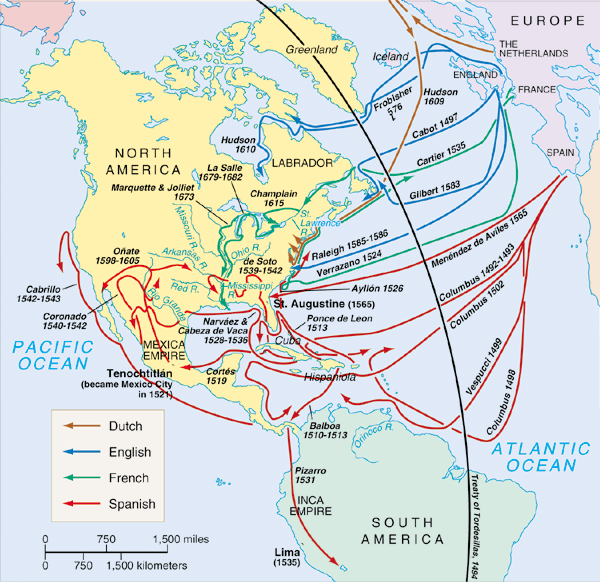 EUROPE
THE
NETHERLANDS
Greenland
Iceland
ENGLAND
FRANCE
Frobisher
Hudson
1609
Cabot 1497
Hudson
1610
NORTH
AMERICA
LABRADOR
La Salle
1679-1682
Cartier 1535
SPAIN
Marquette & Jolliet
1673
Champlain
1615
Gilbert 1583
St.
Lawrence
R.
Missouri R.
Ohio R.
Menéndez de Aviles 1565
Raleigh 1585-1586
Oñate
1598-1605
Arkansas R.
de Soto
1539-1542
Verrazano 1524
Columbus 1492-1493
Cabrillo
1542-1543
Red R.
Mississippi
R.
Ayllón 1526
Columbus 1502
Rio Grande
St. Augustine (1565)
Coronado
1540-1542
Narváez &
Cabeza de Vaca
1528-1536
Ponce de Leon
1513
PACIFIC
OCEAN
MEXICA
EMPIRE
Cuba
Vespucci 1499
Tenochtitlán
(became Mexico City
in 1521)
Cortés
1519
Hispaniola
Columbus 1498
Dutch
English
French
Spanish
Balboa
1510-1513
Orinoco R.
ATLANTIC
OCEAN
Pizarro
1531
INCA
EMPIRE
Treaty of Tordesillas, 1494
SOUTH
AMERICA
0 750 1,500 miles
0 750 1,500 kilometers
Lima
(1535)